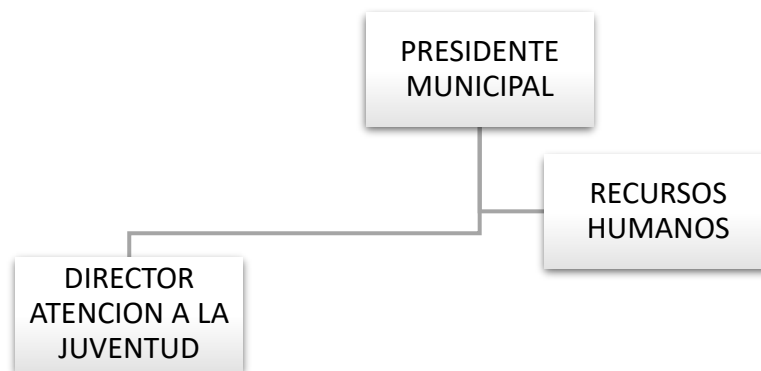 PRESIDENTE
MUNICIPAL
RECURSOS
HUMANOS
DIRECTOR
ATENCION A LA
JUVENTUD